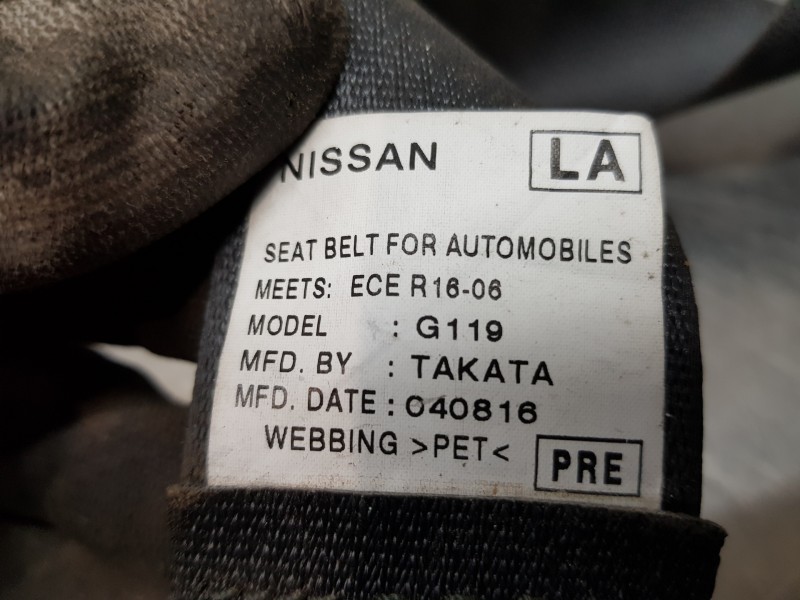 NISSAN LA
SEAT BELT FOR AUTOMOBILES
MEETS: ECE R16-06
MODEL : G119
MFD. BY : TAKATA
MFD. DATE : 040816
WEBBING >PET< PRE